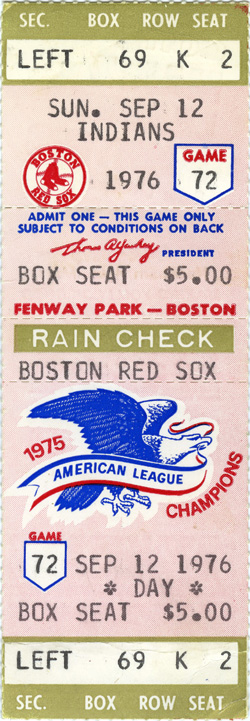 SEC. BOX ROW SEAT
LEFT 69 K 2
SUN. SEP 12
INDIANS
BOSTON
RED SOX
1976
GAME
72
ADMIT ONE — THIS GAME ONLY
SUBJECT TO CONDITIONS ON BACK
PRESIDENT
BOX SEAT $5.00
FENWAY PARK — BOSTON
RAIN CHECK
BOSTON RED SOX
1975
AMERICAN LEAGUE
CHAMPIONS
GAME
72 SEP 12 1976
* DAY *
BOX SEAT $5.00
LEFT 69 K 2
SEC. BOX ROW SEAT